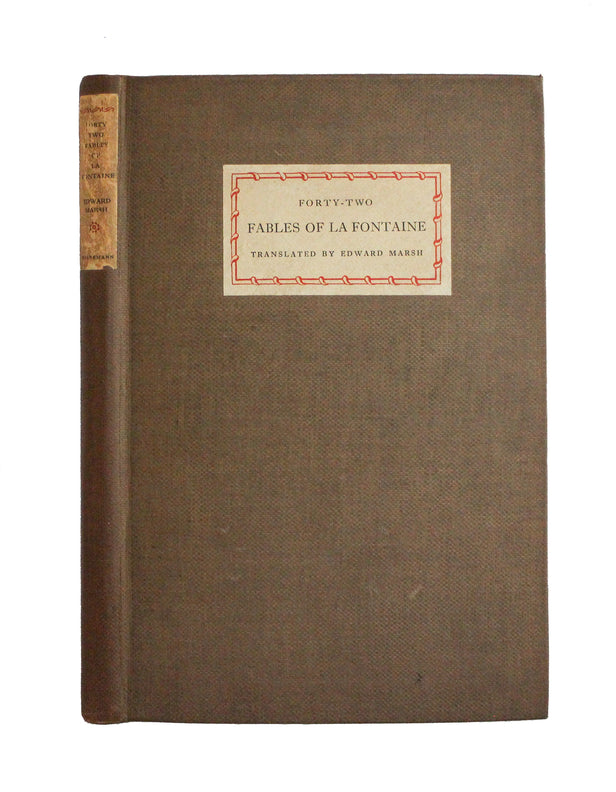 FORTY
TWO
FABLES
OF
LA
FONTAINE
EDWARD
MARSH
HEINEMANN
FORTY-TWO
FABLES OF LA FONTAINE
TRANSLATED BY EDWARD MARSH